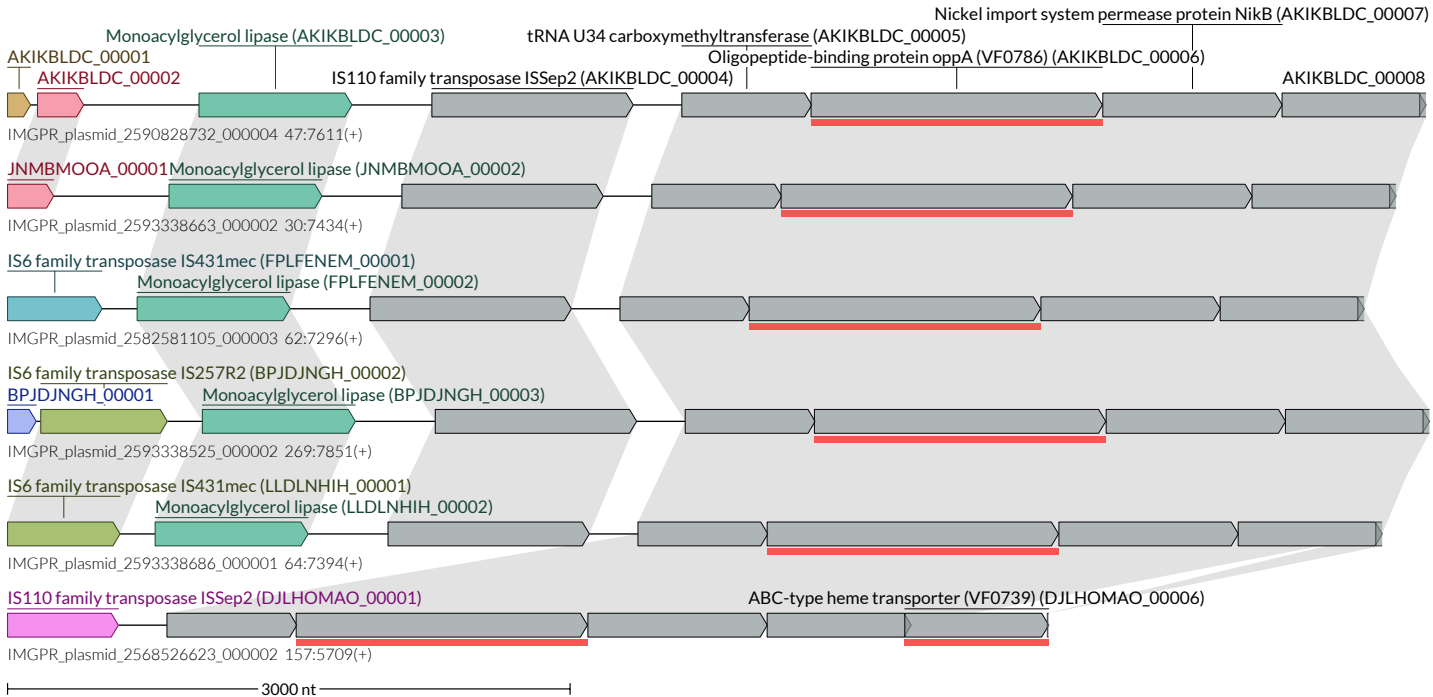 Nickel import system permease protein NikB (AKIKBLDC_00007)
Monoacylglycerol lipase (AKIKBLDC_00003)
tRNA U34 carboxymethyltransferase (AKIKBLDC_00005)
AKIKBLDC_00001
Oligopeptide-binding protein oppA (VF0786) (AKIKBLDC_00006)
AKIKBLDC_00002
IS110 family transposase ISSep2 (AKIKBLDC_00004)
AKIKBLDC_00008
IMGPR_plasmid_2590828732_000004 47:7611(+)
JNMBMOOA_00001
Monoacylglycerol lipase (JNMBMOOA_00002)
IMGPR_plasmid_2593338663_000002 30:7434(+)
IS6 family transposase IS431mec (FPLFENEM_00001)
Monoacylglycerol lipase (FPLFENEM_00002)
IMGPR_plasmid_2582581105_000003 62:7296(+)
IS6 family transposase IS257R2 (BPJDJNGH_00002)
BPJDJNGH_00001
Monoacylglycerol lipase (BPJDJNGH_00003)
IMGPR_plasmid_2593338525_000002 269:7851(+)
IS6 family transposase IS431mec (LLDLNHIH_00001)
Monoacylglycerol lipase (LLDLNHIH_00002)
IMGPR_plasmid_2593338686_000001 64:7394(+)
IS110 family transposase ISSep2 (DJLHOMAO_00001)
ABC-type heme transporter (VF0739) (DJLHOMAO_00006)
IMGPR_plasmid_2568526623_000002 157:5709(+)
3000 nt